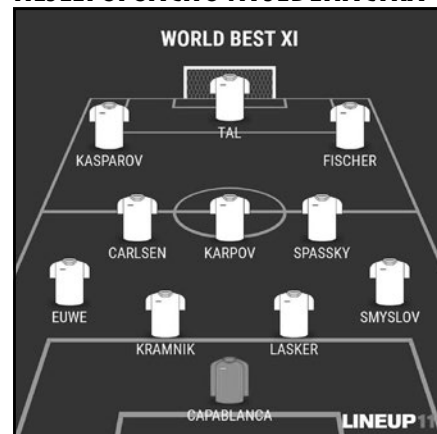 WORLD BEST XI
TAL
KASPAROV FISCHER
CARLSEN KARPOV SPASSKY
EUWE SMYSLOV
KRAMNIK LASKER
CAPABLANCA
LINEUP11